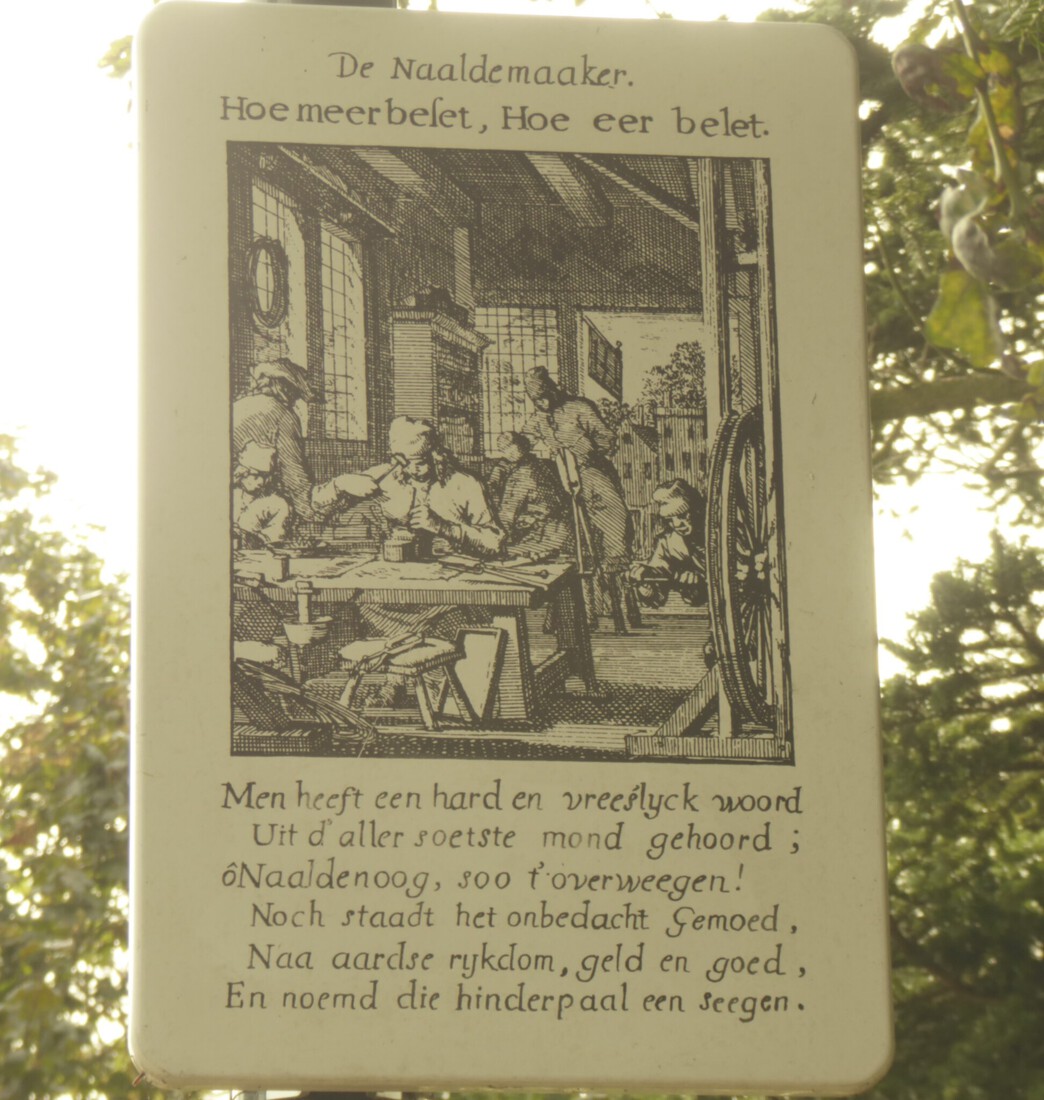 De Naaldemaaker.
Hoe meer beſet, Hoe eer belet.
Men heeft een hard en vreeslyck woord
Uit d'aller soetste mond gehoord;
ôNaaldenoog, soo t'overweegen!
Noch staadt het onbedacht Gemoed,
Naa aardse rykdom, geld en goed,
En noemd die hinderpaal een seegen.